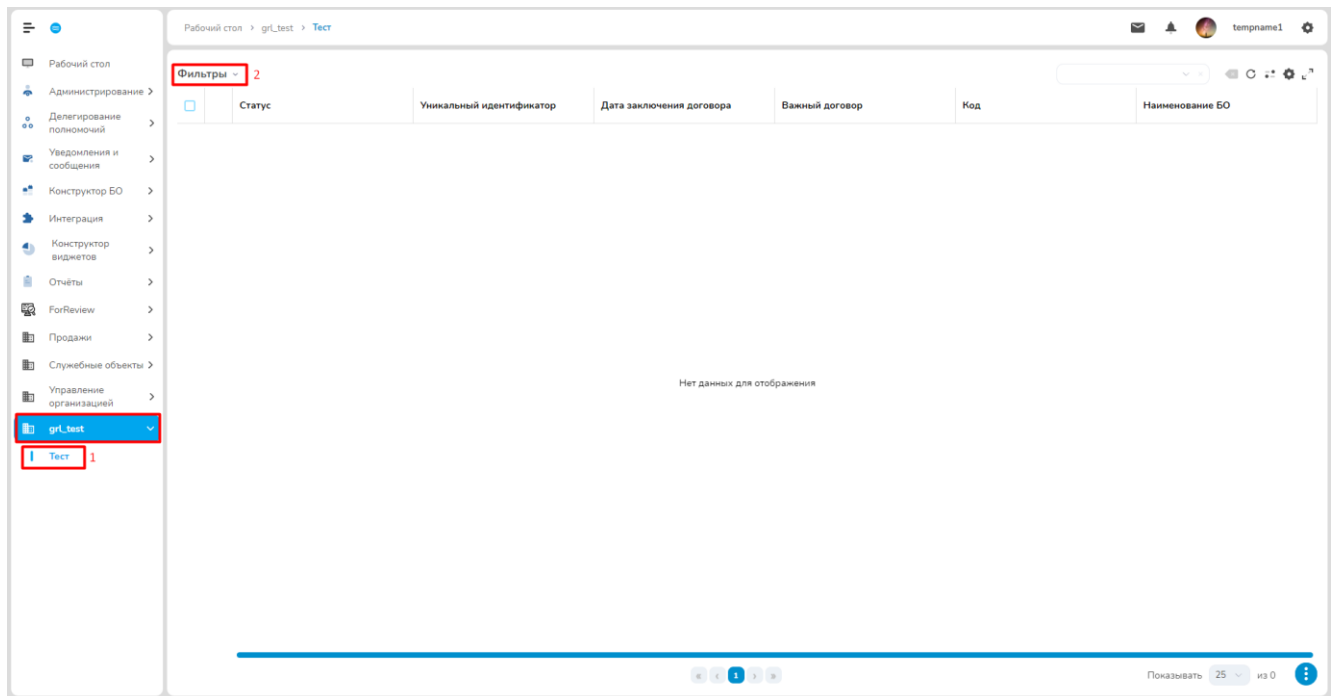 Рабочий стол > grl_test > Тест
tempname1
Рабочий стол
Администрирование
Делегирование
полномочий
Уведомления и
сообщения
Конструктор БО
Интеграция
Конструктор
виджетов
Отчёты
ForReview
Продажи
Служебные объекты
Управление
организацией
grl_test
Тест 1
Фильтры 2
Статус Уникальный идентификатор Дата заключения договора Важный договор Код Наименование БО
Нет данных для отображения
« ‹ 1 › »
Показывать 25 из 0